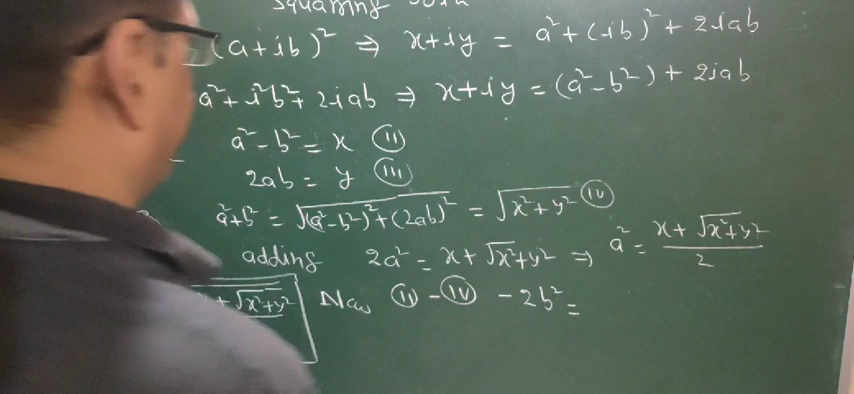 squaring both
(a+ib)² ⇒ x+iy = a²+(ib)²+2iab
a²+i²b²+2iab ⇒ x+iy = (a²-b²)+2iab
a²-b² = x (II)
2ab = y (III)
a²+b² = √(a²-b²)²+(2ab)² = √x²+y² (IV)
adding 2a² = x+√x²+y² ⇒ a² = x+√x²+y² / 2
+√x²+y² Now (II) - (IV) -2b² =